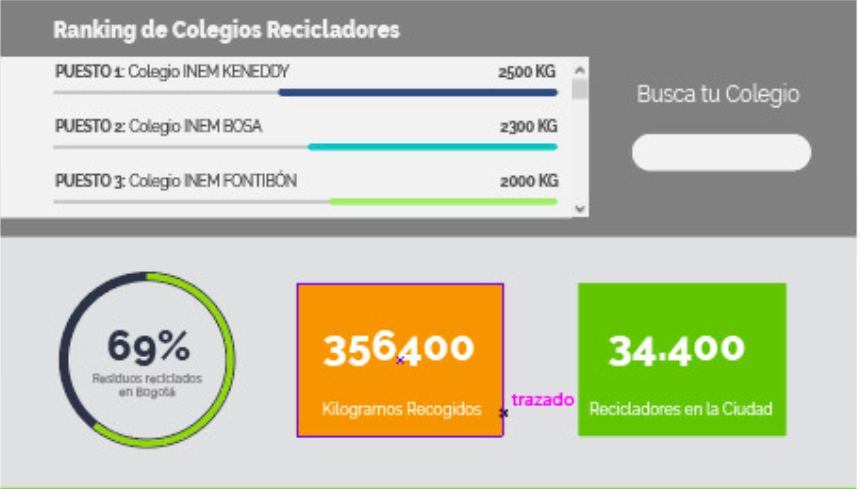 Ranking de Colegios Recicladores
PUESTO 1: Colegio INEM KENEDDY 2500 KG
PUESTO 2: Colegio INEM BOSA 2300 KG
PUESTO 3: Colegio INEM FONTIBÓN 2000 KG
Busca tu Colegio
69%
Residuos reciclados
en Bogotá
356400
Kilogramos Recogidos
trazado
34.400
Recicladores en la Ciudad